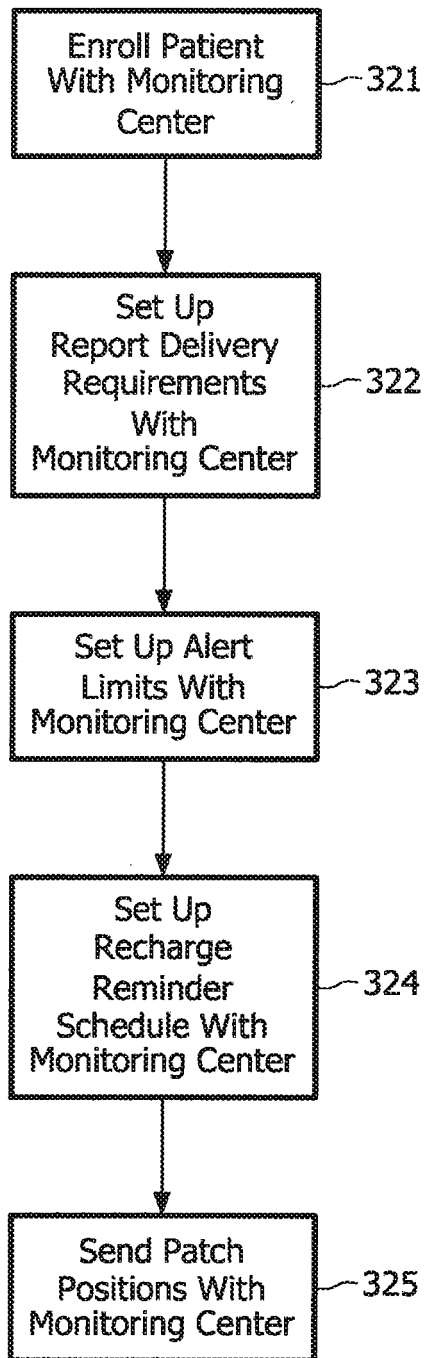 Enroll Patient
With Monitoring
Center
321
Set Up
Report Delivery
Requirements
With
Monitoring Center
322
Set Up Alert
Limits With
Monitoring Center
323
Set Up
Recharge
Reminder
Schedule With
Monitoring Center
324
Send Patch
Positions With
Monitoring Center
325